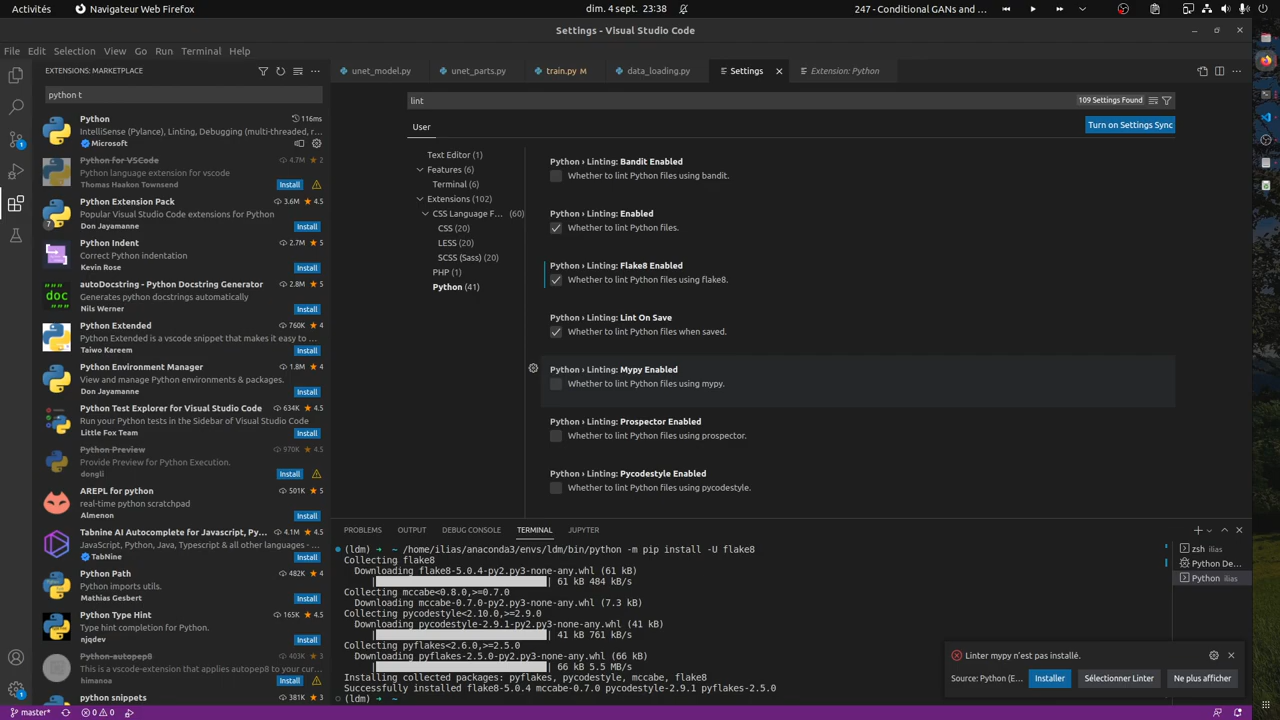 Activités
Navigateur Web Firefox
dim. 4 sept. 23:38
247 - Conditional GANs and ...
Settings - Visual Studio Code
File Edit Selection View Go Run Terminal Help
EXTENSIONS: MARKETPLACE
unet_model.py
unet_parts.py
train.py M
data_loading.py
Settings
Extension: Python
python t
Python
116ms
IntelliSense (Pylance), Linting, Debugging (multi-threaded, r...
Microsoft
Python for VSCode
4.7M 2
Python language extension for vscode
Thomas Haakon Townsend
Install
Python Extension Pack
3.6M 4.5
Popular Visual Studio Code extensions for Python
7
Don Jayamanne
Install
Python Indent
2.7M 5
Correct Python indentation
Kevin Rose
Install
autoDocstring - Python Docstring Generator
2.8M 5
doc
Generates python docstrings automatically
Nils Werner
Install
Python Extended
760K 4
Python Extended is a vscode snippet that makes it easy to ...
Taiwo Kareem
Install
Python Environment Manager
1.8M 4
View and manage Python environments & packages.
Don Jayamanne
Install
Python Test Explorer for Visual Studio Code
634K 4.5
Run your Python tests in the Sidebar of Visual Studio Code
Little Fox Team
Install
Python Preview
970K 4.5
Provide Preview for Python Execution.
dongli
Install
AREPL for python
501K 5
real-time python scratchpad
Almenon
Install
Tabnine AI Autocomplete for Javascript, Py...
4.1M 4.5
JavaScript, Python, Java, Typescript & all other languages - ...
TabNine
Install
Python Path
482K 4
Python imports utils.
Mathias Gesbert
Install
Python Type Hint
165K 4.5
Type hint completion for Python.
njqdev
Install
Python-autopep8
403K 3
This is a vscode-extension that applies autopep8 to your cur...
himanoa
Install
python snippets
381K 3
1
1
lint
109 Settings Found
User
Turn on Settings Sync
Text Editor (1)
Features (6)
Terminal (6)
Extensions (102)
CSS Language F... (60)
CSS (20)
LESS (20)
SCSS (Sass) (20)
PHP (1)
Python (41)
Python › Linting: Bandit Enabled
Whether to lint Python files using bandit.
Python › Linting: Enabled
Whether to lint Python files.
Python › Linting: Flake8 Enabled
Whether to lint Python files using flake8.
Python › Linting: Lint On Save
Whether to lint Python files when saved.
Python › Linting: Mypy Enabled
Whether to lint Python files using mypy.
Python › Linting: Prospector Enabled
Whether to lint Python files using prospector.
Python › Linting: Pycodestyle Enabled
Whether to lint Python files using pycodestyle.
PROBLEMS OUTPUT DEBUG CONSOLE TERMINAL JUPYTER
(ldm) ➜ ~ /home/ilias/anaconda3/envs/ldm/bin/python -m pip install -U flake8
Collecting flake8
Downloading flake8-5.0.4-py2.py3-none-any.whl (61 kB)
| | 61 kB 484 kB/s
Collecting mccabe<0.8.0,>=0.7.0
Downloading mccabe-0.7.0-py2.py3-none-any.whl (7.3 kB)
Collecting pycodestyle<2.10.0,>=2.9.0
Downloading pycodestyle-2.9.1-py2.py3-none-any.whl (41 kB)
| | 41 kB 761 kB/s
Collecting pyflakes<2.6.0,>=2.5.0
Downloading pyflakes-2.5.0-py2.py3-none-any.whl (66 kB)
| | 66 kB 5.5 MB/s
Installing collected packages: pyflakes, pycodestyle, mccabe, flake8
Successfully installed flake8-5.0.4 mccabe-0.7.0 pycodestyle-2.9.1 pyflakes-2.5.0
(ldm) ➜ ~
zsh ilias
Python De...
Python ilias
Linter mypy n'est pas installé.
Source: Python (E...
Installer
Sélectionner Linter
Ne plus afficher
master*
0 0